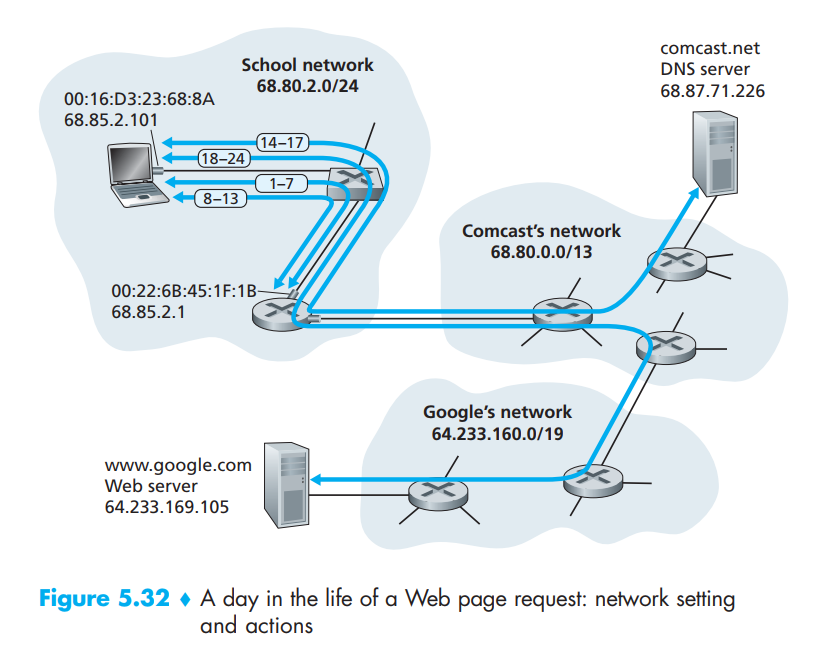 School network
68.80.2.0/24
comcast.net
DNS server
68.87.71.226
00:16:D3:23:68:8A
68.85.2.101
14–17
18–24
1–7
8–13
Comcast's network
68.80.0.0/13
00:22:6B:45:1F:1B
68.85.2.1
Google's network
64.233.160.0/19
www.google.com
Web server
64.233.169.105
Figure 5.32 ♦ A day in the life of a Web page request: network setting
and actions